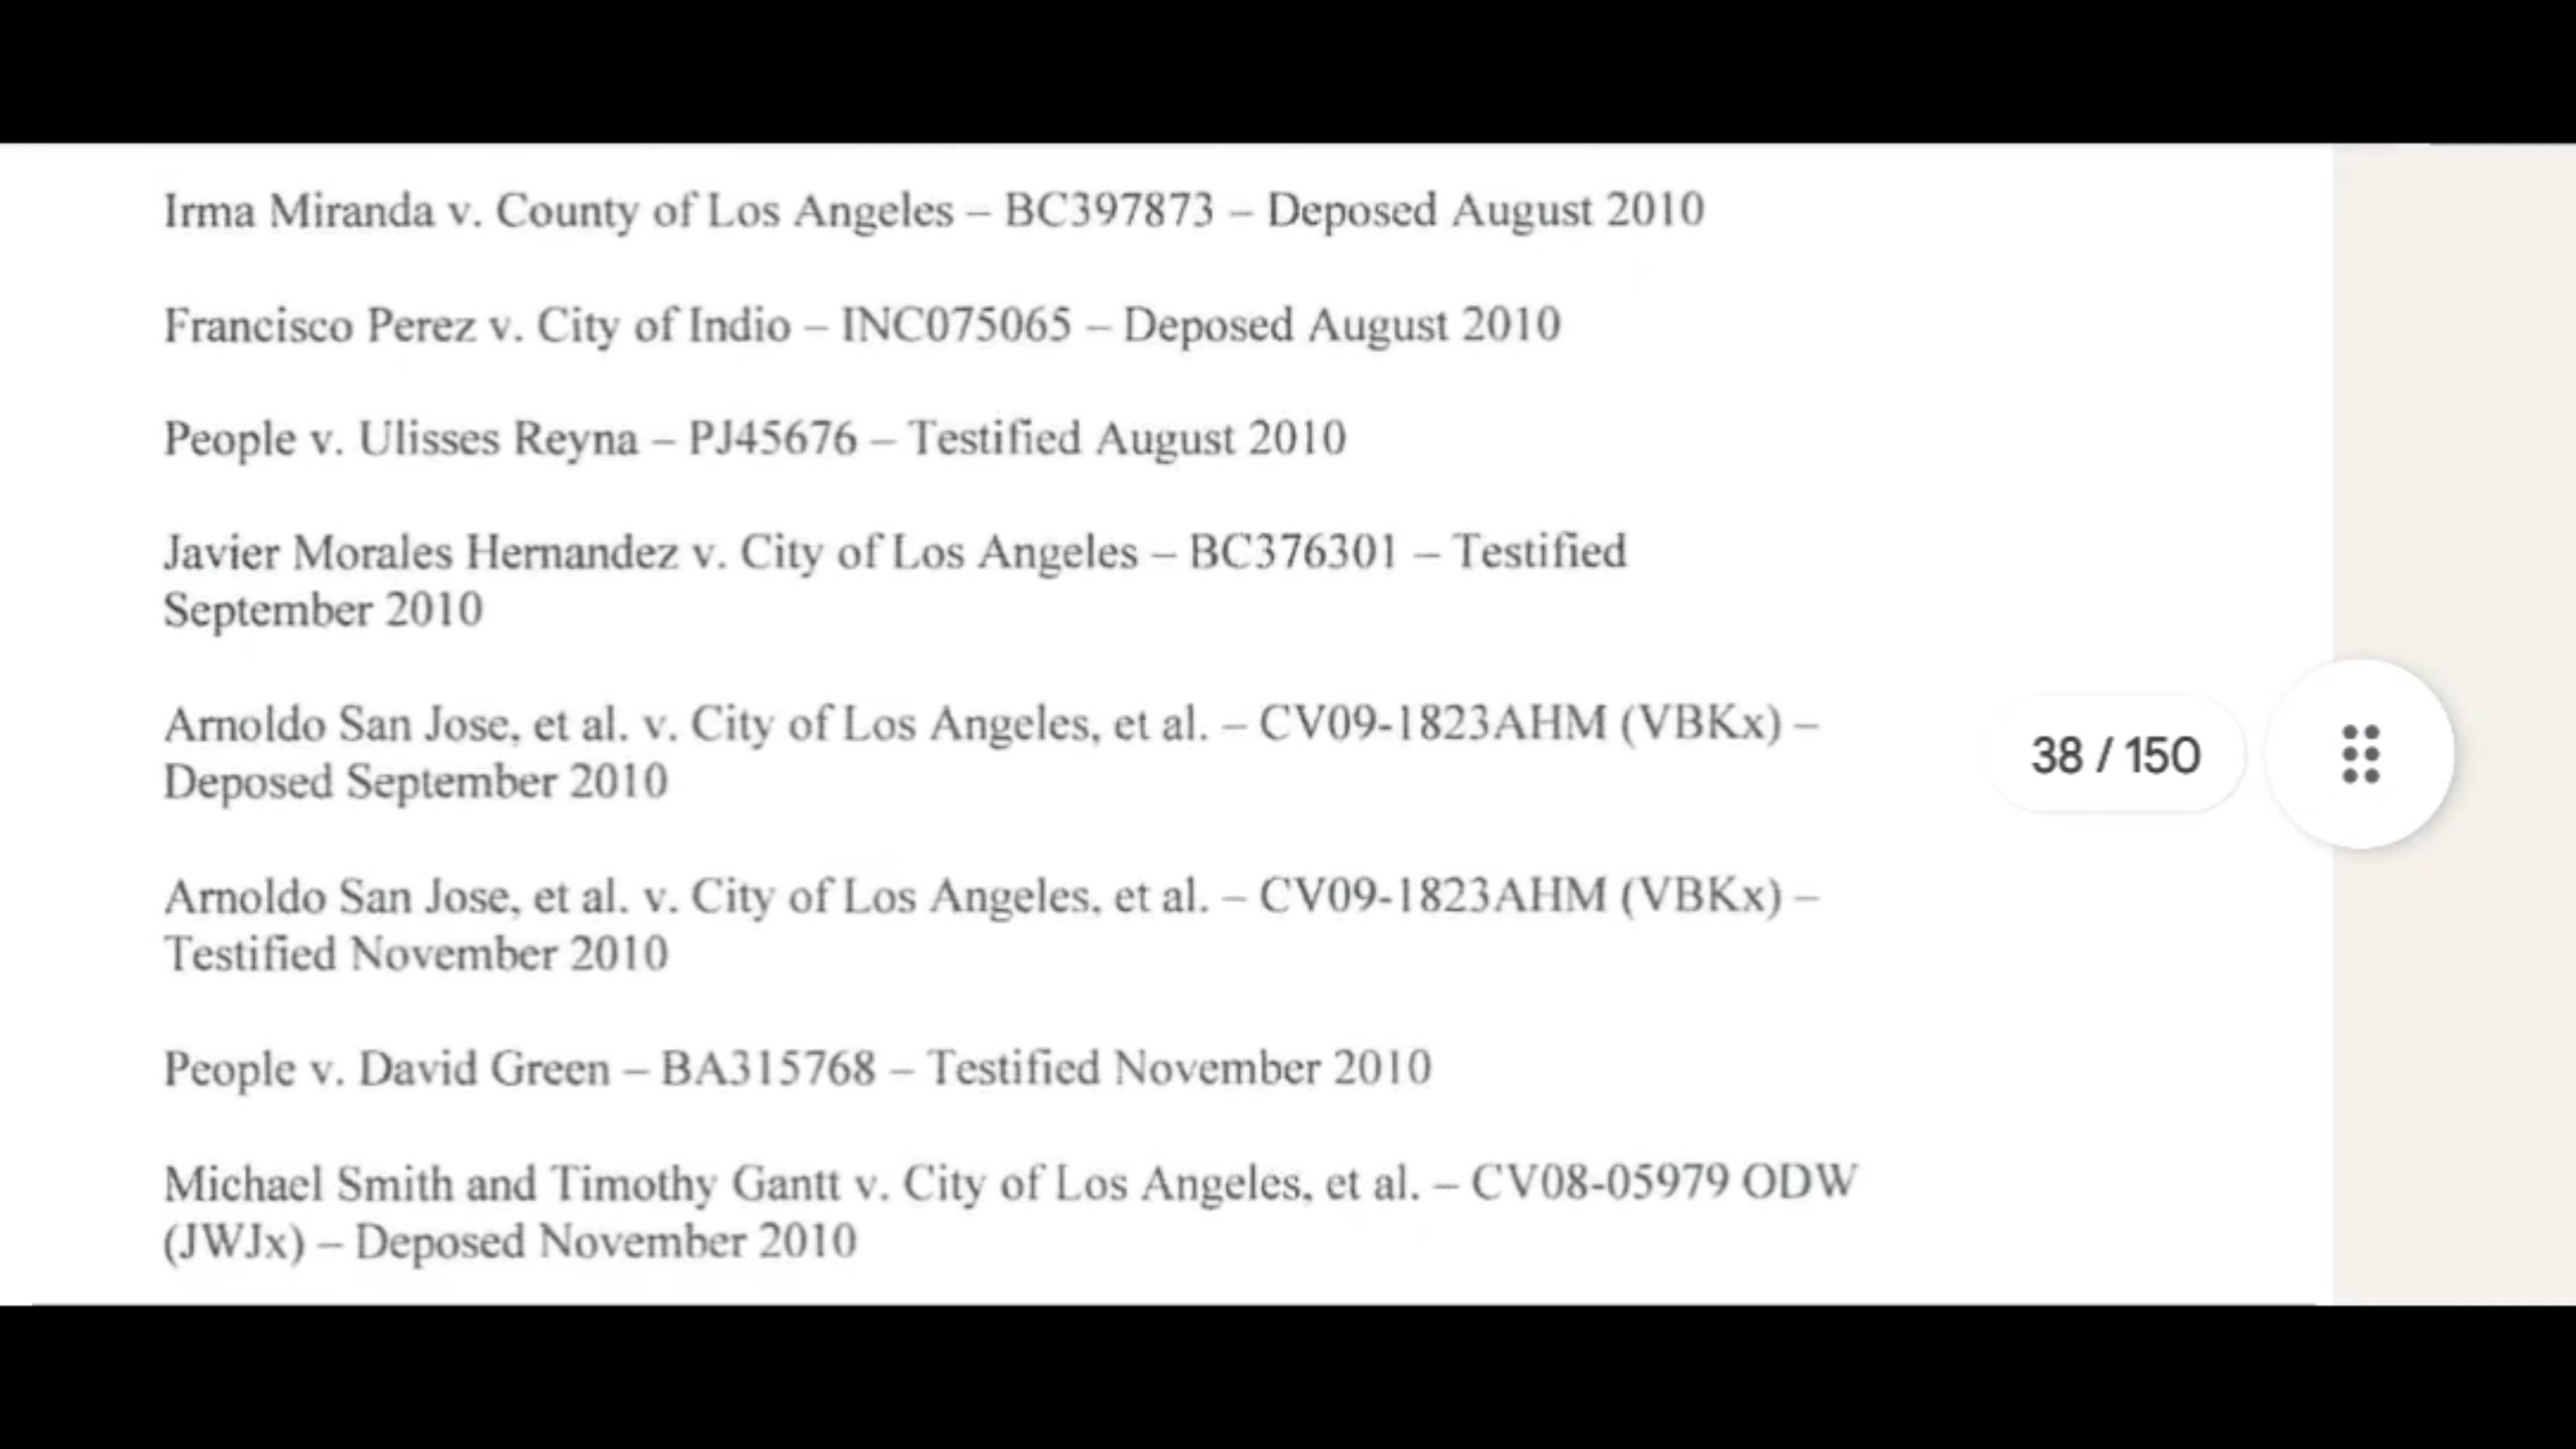 Irma Miranda v. County of Los Angeles – BC397873 – Deposed August 2010
Francisco Perez v. City of Indio – INC075065 – Deposed August 2010
People v. Ulisses Reyna – PJ45676 – Testified August 2010
Javier Morales Hernandez v. City of Los Angeles – BC376301 – Testified
September 2010
Arnoldo San Jose, et al. v. City of Los Angeles, et al. – CV09-1823AHM (VBKx) –
Deposed September 2010
38 / 150
Arnoldo San Jose, et al. v. City of Los Angeles, et al. – CV09-1823AHM (VBKx) –
Testified November 2010
People v. David Green – BA315768 – Testified November 2010
Michael Smith and Timothy Gantt v. City of Los Angeles, et al. – CV08-05979 ODW
(JWJx) – Deposed November 2010